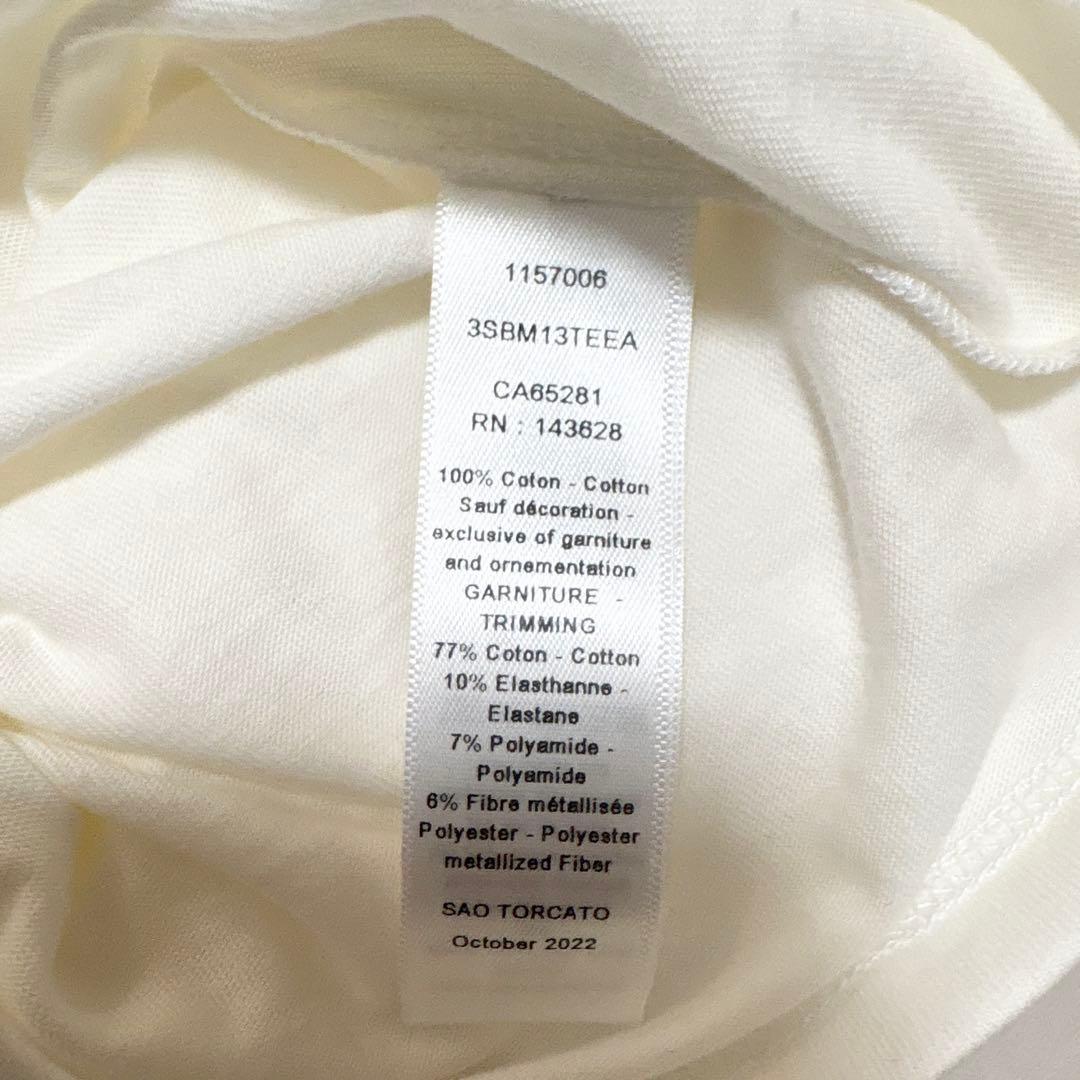 1157006
3SBM13TEEA
CA65281
RN : 143628
100% Coton - Cotton
Sauf décoration -
exclusive of garniture
and ornementation
GARNITURE -
TRIMMING
77% Coton - Cotton
10% Elasthanne -
Elastane
7% Polyamide -
Polyamide
6% Fibre métallisée
Polyester - Polyester
metallized Fiber
SAO TORCATO
October 2022